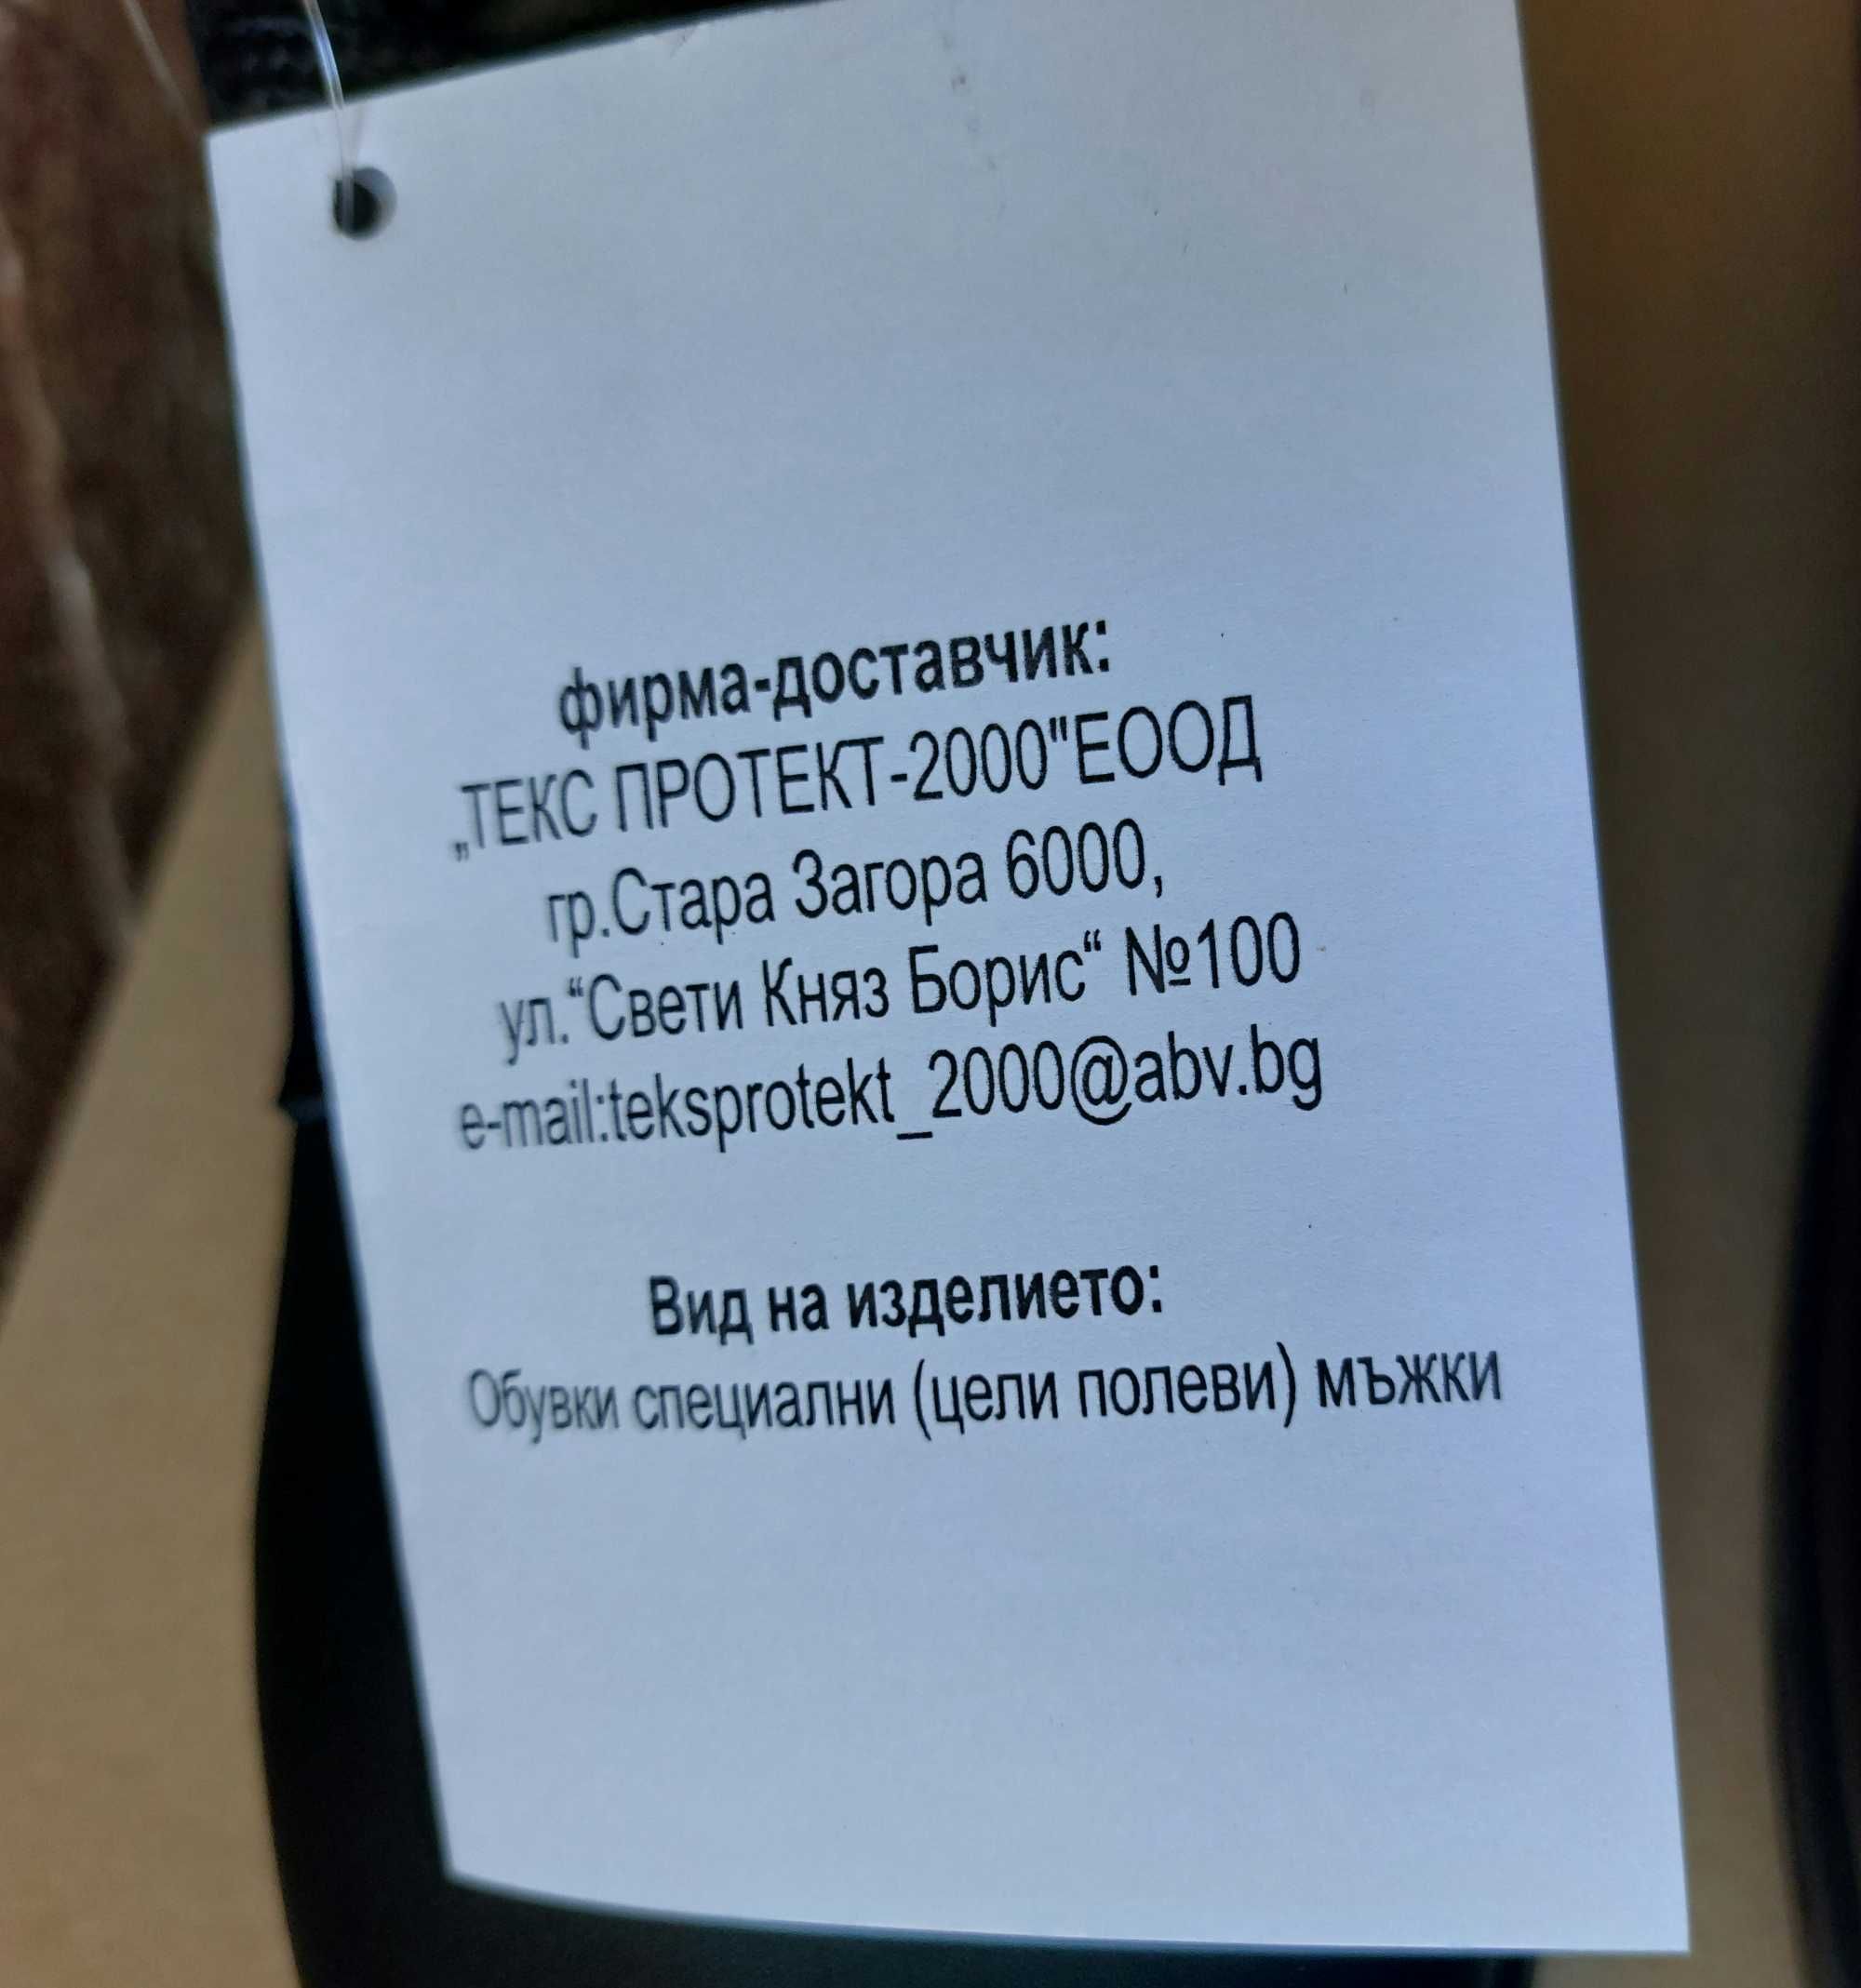 фирма-доставчик:
„ТЕКС ПРОТЕКТ-2000"ЕООД
гр.Стара Загора 6000,
ул.“Свети Княз Борис“ №100
e-mail:teksprotekt_2000@abv.bg
Вид на изделието:
Обувки специални (цели полеви) мъжки